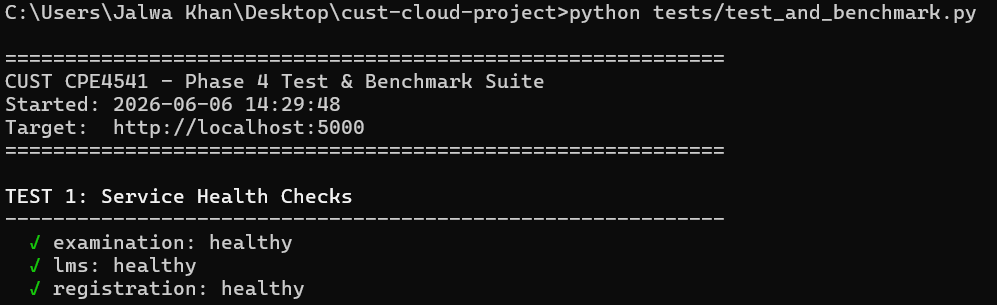 C:\Users\Jalwa Khan\Desktop\cust-cloud-project>python tests/test_and_benchmark.py
============================================================
CUST CPE4541 - Phase 4 Test & Benchmark Suite
Started: 2026-06-06 14:29:48
Target:  http://localhost:5000
============================================================
TEST 1: Service Health Checks
------------------------------------------------------------
√ examination: healthy
√ lms: healthy
√ registration: healthy